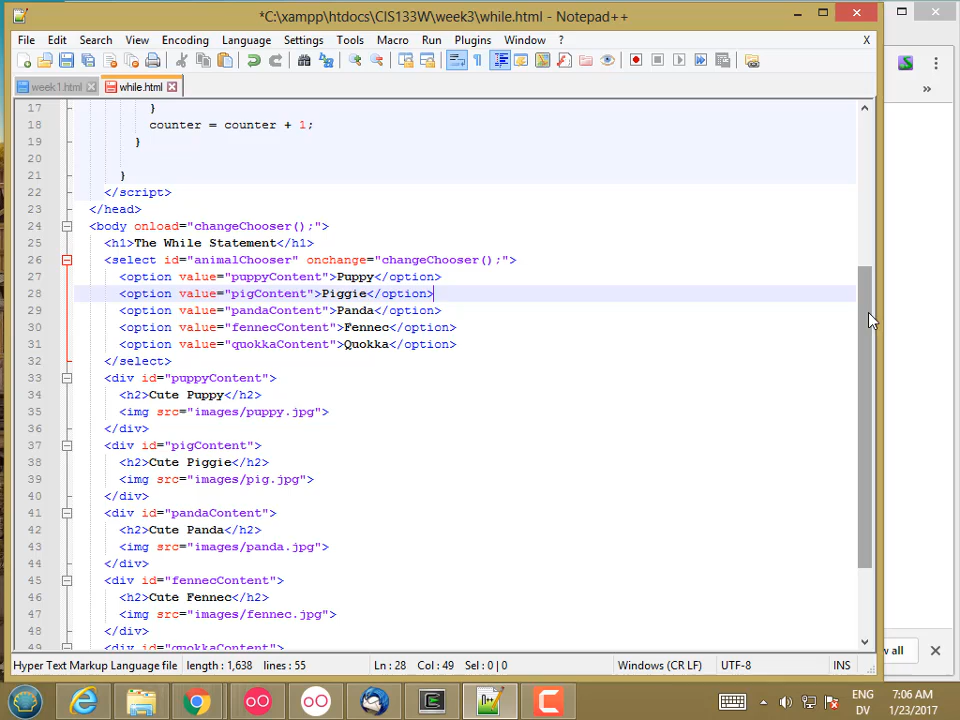 *C:\xampp\htdocs\CIS133W\week3\while.html - Notepad++
File Edit Search View Encoding Language Settings Tools Macro Run Plugins Window ? X
week1.html while.html
17 }
18 counter = counter + 1;
19 }
20
21 }
22 </script>
23 </head>
24 <body onload="changeChooser();">
25 <h1>The While Statement</h1>
26 <select id="animalChooser" onchange="changeChooser();">
27 <option value="puppyContent">Puppy</option>
28 <option value="pigContent">Piggie</option>
29 <option value="pandaContent">Panda</option>
30 <option value="fennecContent">Fennec</option>
31 <option value="quokkaContent">Quokka</option>
32 </select>
33 <div id="puppyContent">
34 <h2>Cute Puppy</h2>
35 <img src="images/puppy.jpg">
36 </div>
37 <div id="pigContent">
38 <h2>Cute Piggie</h2>
39 <img src="images/pig.jpg">
40 </div>
41 <div id="pandaContent">
42 <h2>Cute Panda</h2>
43 <img src="images/panda.jpg">
44 </div>
45 <div id="fennecContent">
46 <h2>Cute Fennec</h2>
47 <img src="images/fennec.jpg">
48 </div>
49 <div id="quokkaContent">
w all
Hyper Text Markup Language file length : 1,638 lines : 55 Ln : 28 Col : 49 Sel : 0 | 0 Windows (CR LF) UTF-8 INS
ENG 7:06 AM
DV 1/23/2017